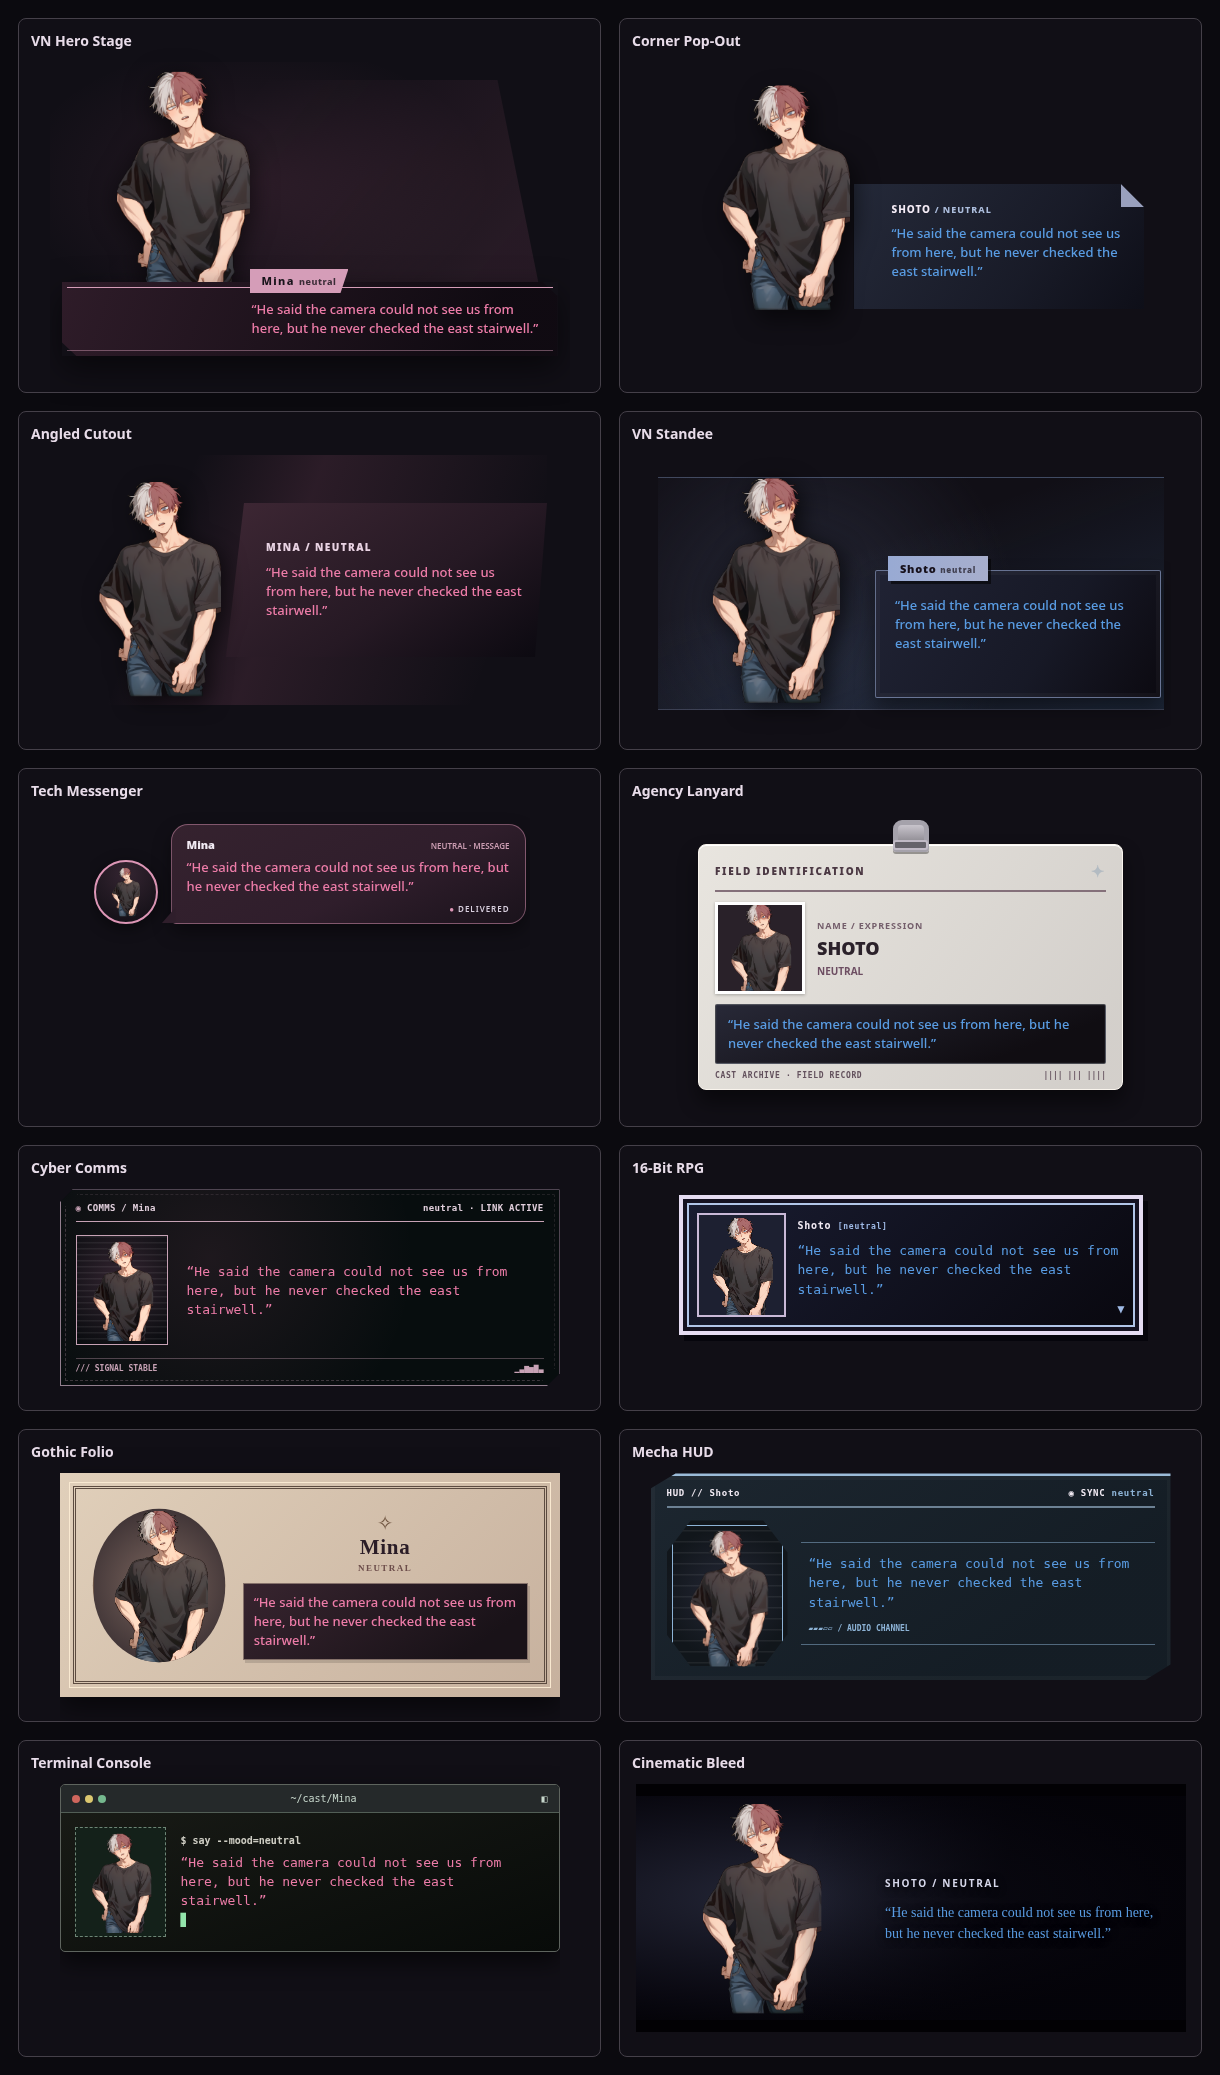 VN Hero Stage
Mina neutral
“He said the camera could not see us from
here, but he never checked the east stairwell.”
Corner Pop-Out
SHOTO / NEUTRAL
“He said the camera could not see us
from here, but he never checked the
east stairwell.”
Angled Cutout
MINA / NEUTRAL
“He said the camera could not see us
from here, but he never checked the east
stairwell.”
VN Standee
Shoto neutral
“He said the camera could not see us
from here, but he never checked the
east stairwell.”
Tech Messenger
Mina NEUTRAL · MESSAGE
“He said the camera could not see us from here, but
he never checked the east stairwell.”
● DELIVERED
Agency Lanyard
FIELD IDENTIFICATION
NAME / EXPRESSION
SHOTO
NEUTRAL
“He said the camera could not see us from here, but he
never checked the east stairwell.”
CAST ARCHIVE · FIELD RECORD |||| ||| ||||
Cyber Comms
◉ COMMS / Mina neutral · LINK ACTIVE
“He said the camera could not see us from
here, but he never checked the east
stairwell.”
/// SIGNAL STABLE
16-Bit RPG
Shoto [neutral]
“He said the camera could not see us from
here, but he never checked the east
stairwell.”
▼
Gothic Folio
Mina
NEUTRAL
“He said the camera could not see us from
here, but he never checked the east
stairwell.”
Mecha HUD
HUD // Shoto ◉ SYNC neutral
“He said the camera could not see us from
here, but he never checked the east
stairwell.”
▰▰▰▱▱ / AUDIO CHANNEL
Terminal Console
~/cast/Mina
$ say --mood=neutral
“He said the camera could not see us from
here, but he never checked the east
stairwell.”
Cinematic Bleed
SHOTO / NEUTRAL
“He said the camera could not see us from here,
but he never checked the east stairwell.”